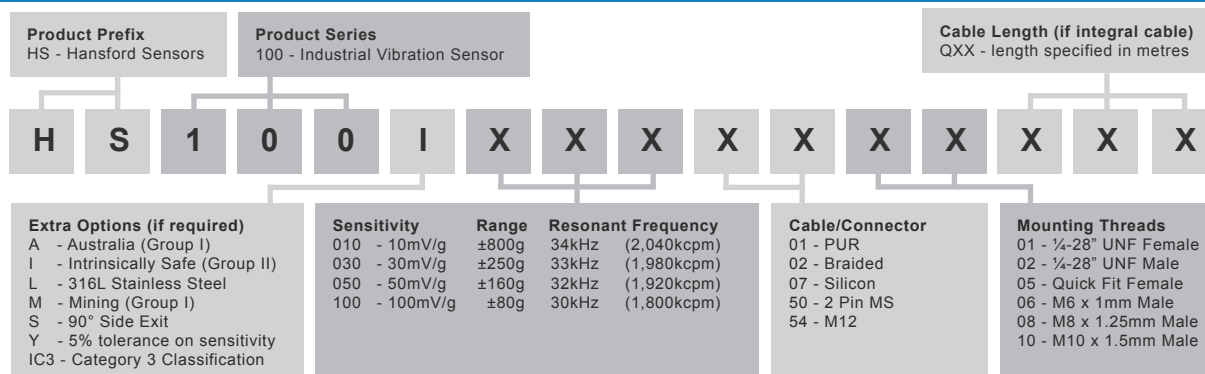 Product Prefix
HS - Hansford Sensors
Product Series
100 - Industrial Vibration Sensor
Cable Length (if integral cable)
QXX - length specified in metres
H S 1 0 0 I X X X X X X X X X X
Extra Options (if required)
A - Australia (Group I)
I - Intrinsically Safe (Group II)
L - 316L Stainless Steel
M - Mining (Group I)
S - 90° Side Exit
Y - 5% tolerance on sensitivity
IC3 - Category 3 Classification
Sensitivity Range Resonant Frequency
010 - 10mV/g ±800g 34kHz (2,040kcpm)
030 - 30mV/g ±250g 33kHz (1,980kcpm)
050 - 50mV/g ±160g 32kHz (1,920kcpm)
100 - 100mV/g ±80g 30kHz (1,800kcpm)
Cable/Connector
01 - PUR
02 - Braided
07 - Silicon
50 - 2 Pin MS
54 - M12
Mounting Threads
01 - ¼-28” UNF Female
02 - ¼-28” UNF Male
05 - Quick Fit Female
06 - M6 x 1mm Male
08 - M8 x 1.25mm Male
10 - M10 x 1.5mm Male